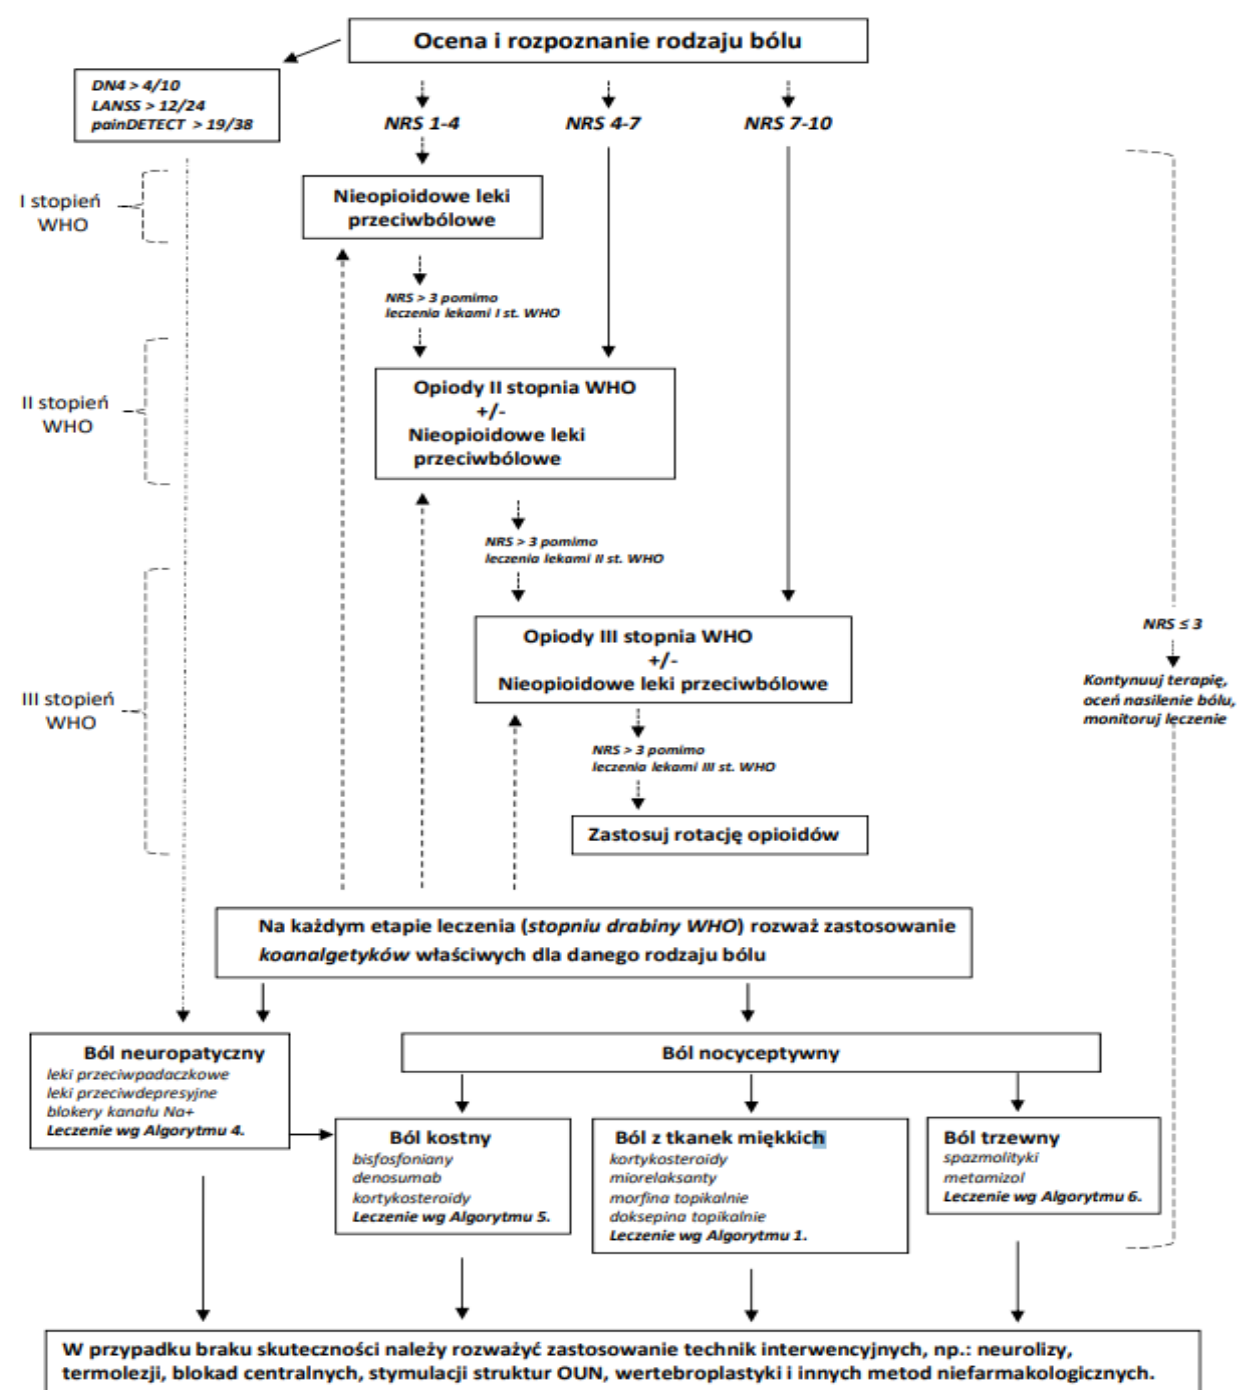 Ocena i rozpoznanie rodzaju bólu
DN4 > 4/10
LANSS > 12/24
painDETECT > 19/38
NRS 1-4
NRS 4-7
NRS 7-10
I stopień
WHO
Nieopioidowe leki
przeciwbólowe
NRS > 3 pomimo
leczenia lekami I st. WHO
II stopień
WHO
Opiody II stopnia WHO
+/-
Nieopioidowe leki
przeciwbólowe
NRS > 3 pomimo
leczenia lekami II st. WHO
III stopień
WHO
Opiody III stopnia WHO
+/-
Nieopioidowe leki przeciwbólowe
NRS > 3 pomimo
leczenia lekami III st. WHO
Zastosuj rotację opioidów
NRS ≤ 3
Kontynuuj terapię,
oceń nasilenie bólu,
monitoruj leczenie
Na każdym etapie leczenia (stopniu drabiny WHO) rozważ zastosowanie
koanalgetyków właściwych dla danego rodzaju bólu
Ból neuropatyczny
leki przeciwpadaczkowe
leki przeciwdepresyjne
blokery kanału Na+
Leczenie wg Algorytmu 4.
Ból nocyceptywny
Ból kostny
bisfosfoniany
denosumab
kortykosteroidy
Leczenie wg Algorytmu 5.
Ból z tkanek miękkich
kortykosteroidy
miorelaksanty
morfina topikalnie
doksepina topikalnie
Leczenie wg Algorytmu 1.
Ból trzewny
spazmolityki
metamizol
Leczenie wg Algorytmu 6.
W przypadku braku skuteczności należy rozważyć zastosowanie technik interwencyjnych, np.: neurolizy,
termolezji, blokad centralnych, stymulacji struktur OUN, wertebroplastyki i innych metod niefarmakologicznych.